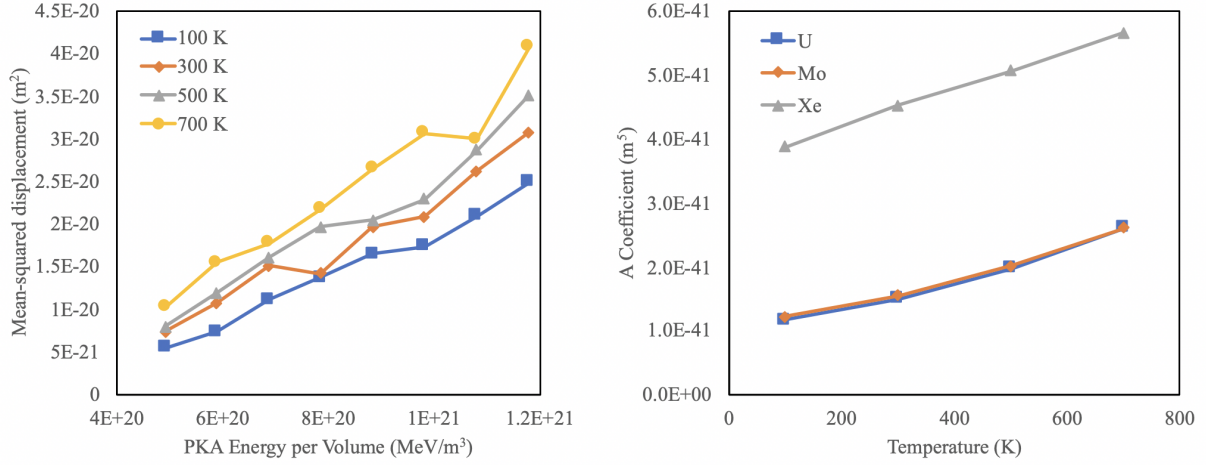 4.5E-20
4E-20
3.5E-20
3E-20
2.5E-20
2E-20
1.5E-20
1E-20
5E-21
0
Mean-squared displacement (m²)
100 K
300 K
500 K
700 K
4E+20 6E+20 8E+20 1E+21 1.2E+21
PKA Energy per Volume (MeV/m³)
6.0E-41
5.0E-41
4.0E-41
3.0E-41
2.0E-41
1.0E-41
0.0E+00
A Coefficient (m⁵)
U
Mo
Xe
0 200 400 600 800
Temperature (K)